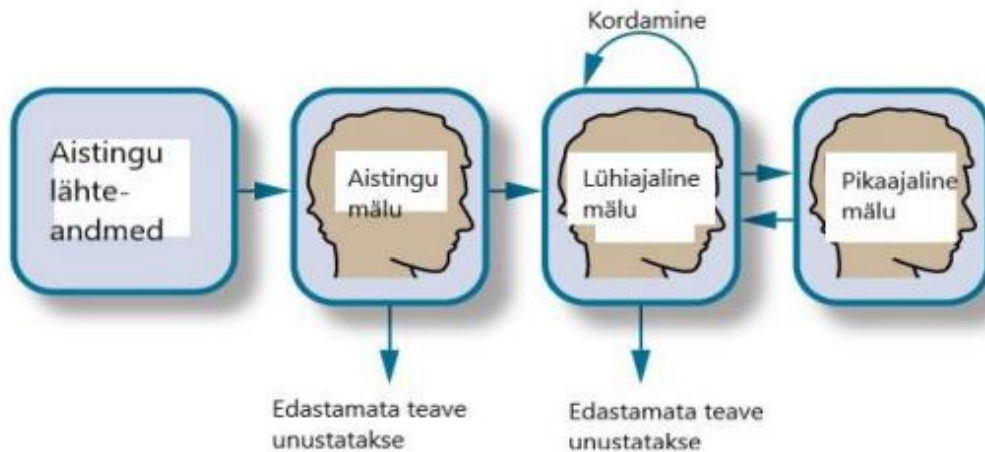 Kordamine
Aistingu
lähte-
andmed
Aistingu
mälu
Lühiajaline
mälu
Pikaajaline
mälu
Edastamata teave
unustatakse
Edastamata teave
unustatakse